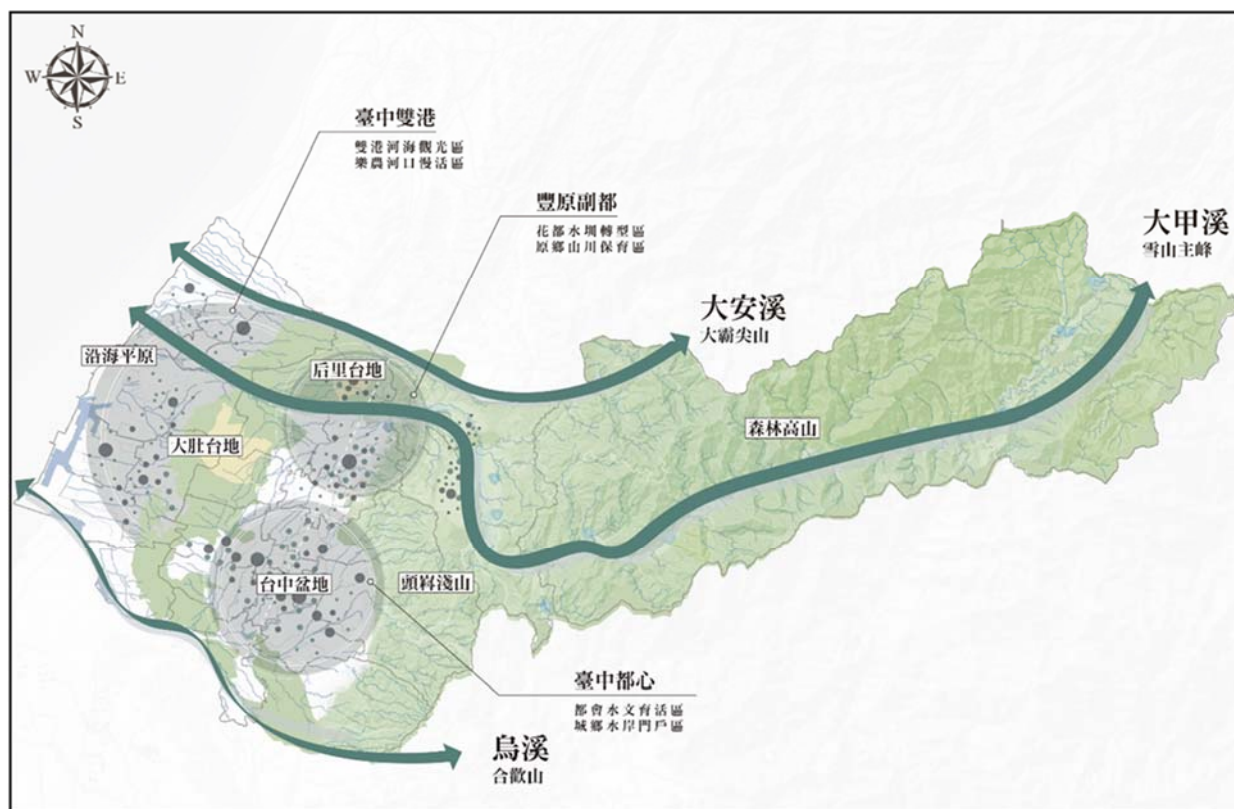 N
W E
S
臺中雙港
雙港河海觀光區
樂農河口慢活區
豐原副都
花都水圳轉型區
原鄉山川保育區
大甲溪
雪山主峰
大安溪
大霸尖山
沿海平原
后里台地
大肚台地
森林高山
台中盆地
頭嵙淺山
臺中都心
都會水文育活區
城鄉水岸門戶區
烏溪
合歡山